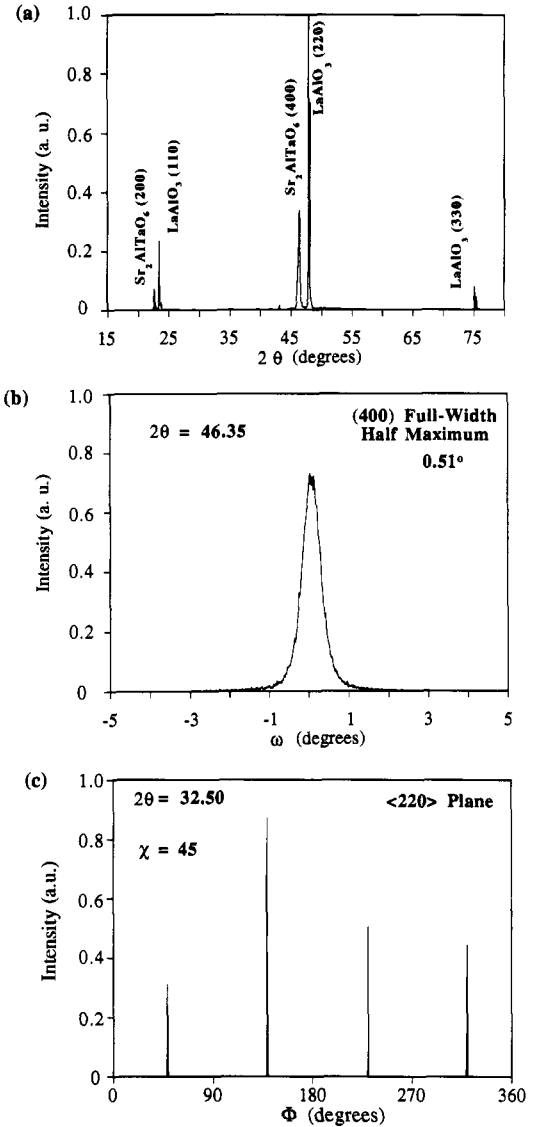 (a)
1.0
0.8
0.6
0.4
0.2
0
Intensity (a. u.)
Sr₂AlTaO₆ (200)
LaAlO₃ (110)
Sr₂AlTaO₆ (400)
LaAlO₃ (220)
LaAlO₃ (330)
15 25 35 45 55 65 75
2 θ (degrees)
(b)
1.0
0.8
0.6
0.4
0.2
0
Intensity (a. u.)
2θ = 46.35
(400) Full-Width
Half Maximum
0.51°
-5 -3 -1 1 3 5
ω (degrees)
(c)
1.0
0.8
0.6
0.4
0.2
0
Intensity (a.u.)
2θ = 32.50
<220> Plane
χ = 45
0 90 180 270 360
Φ (degrees)